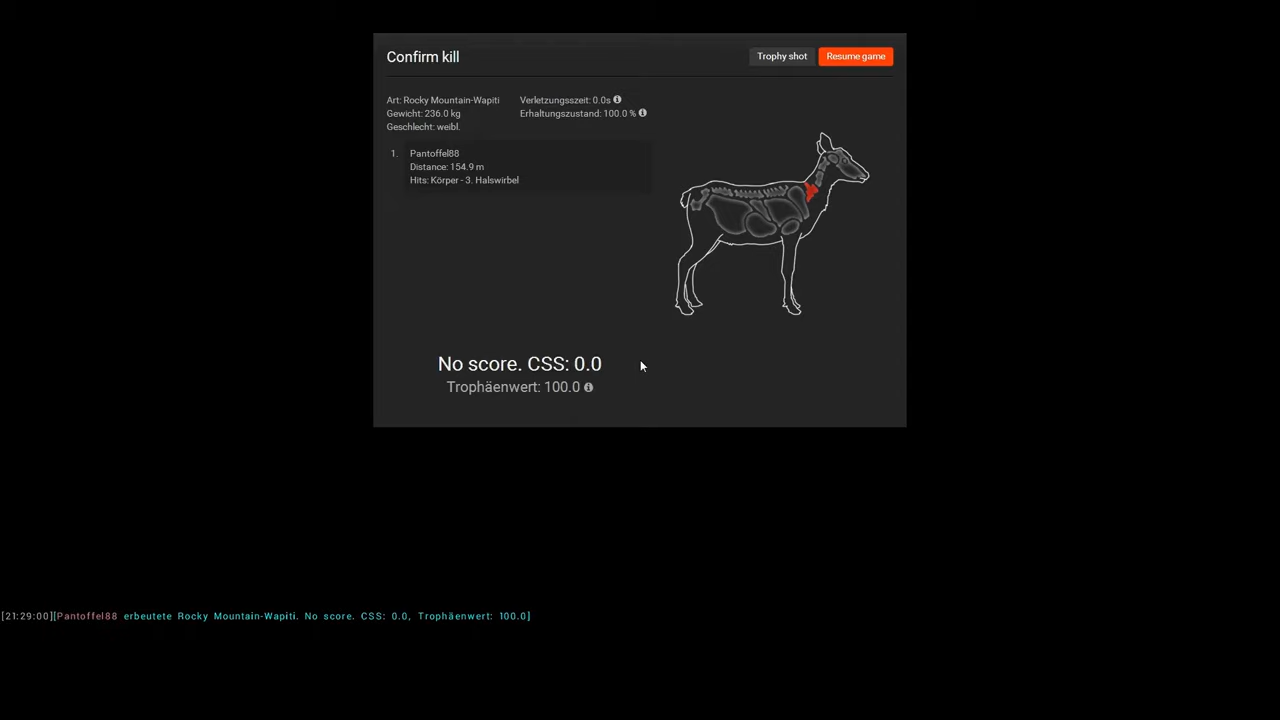 Confirm kill
Trophy shot
Resume game
Art: Rocky Mountain-Wapiti
Gewicht: 236.0 kg
Geschlecht: weibl.
Verletzungsszeit: 0.0s
Erhaltungszustand: 100.0 %
1.
Pantoffel88
Distance: 154.9 m
Hits: Körper - 3. Halswirbel
No score. CSS: 0.0
Trophäenwert: 100.0
[21:29:00][Pantoffel88 erbeutete Rocky Mountain-Wapiti. No score. CSS: 0.0, Trophäenwert: 100.0]